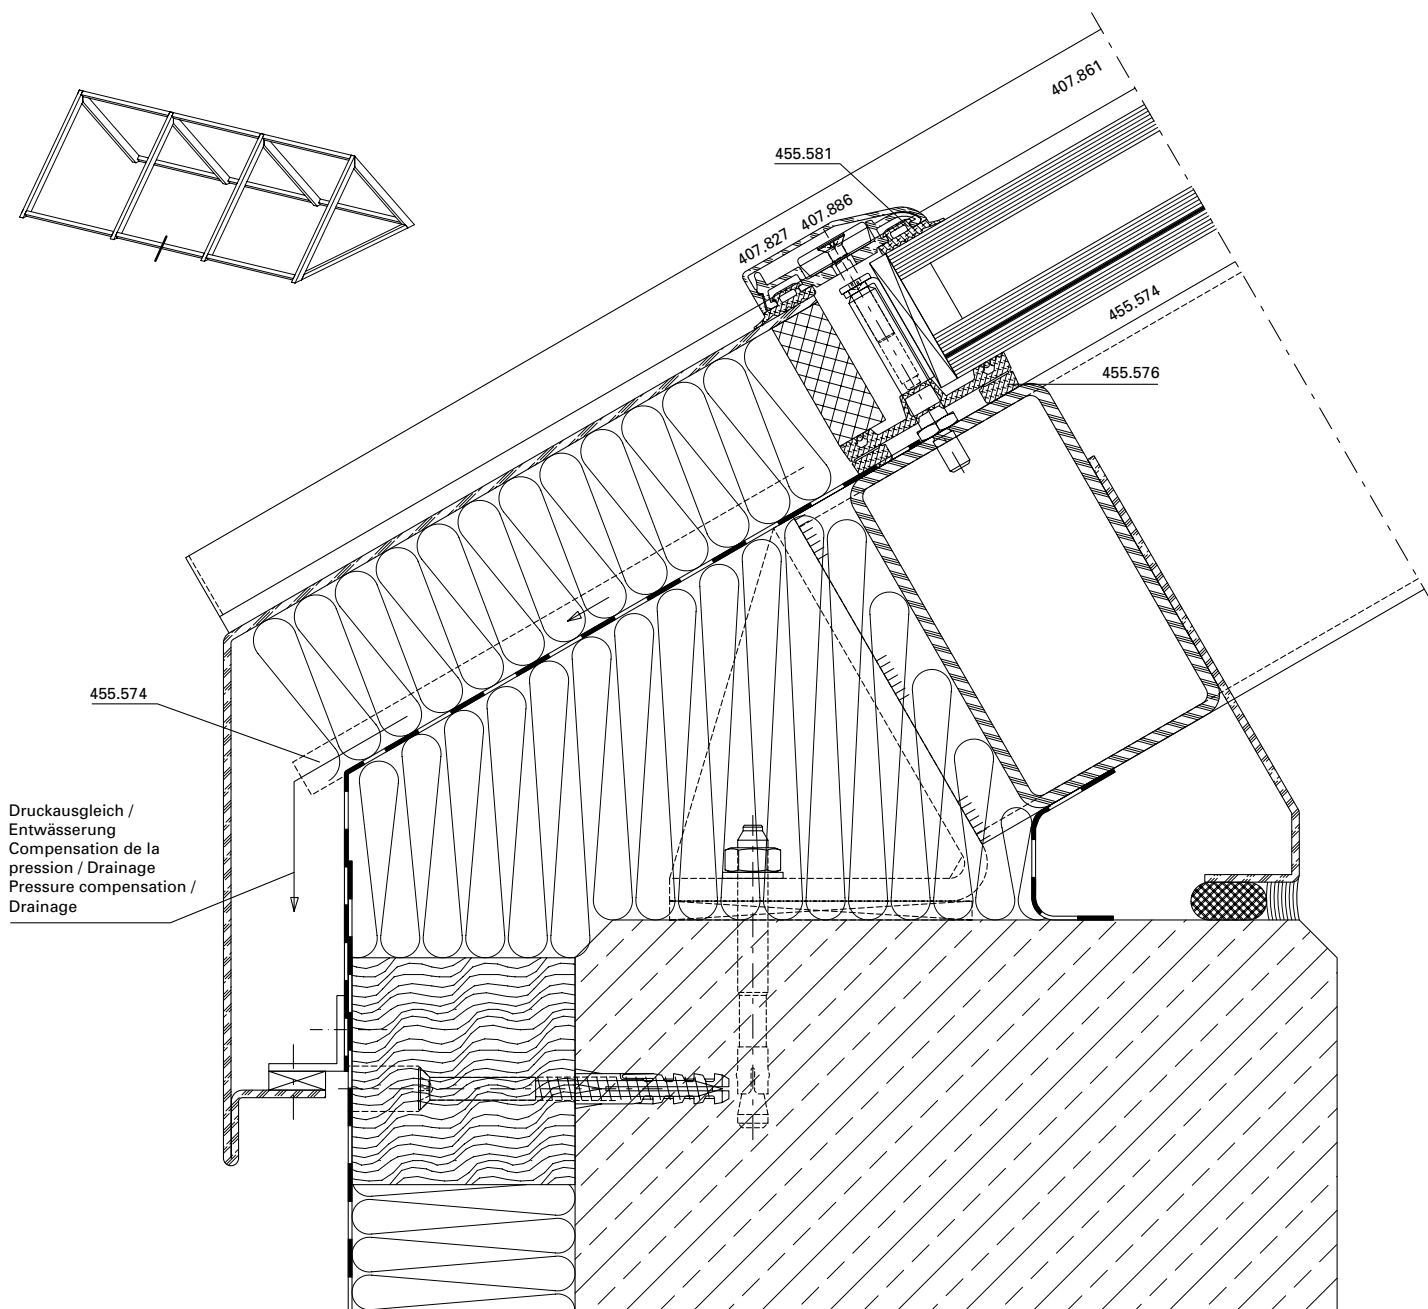 407.861
455.581
407.827 407.886
455.574
455.576
455.574
Druckausgleich /
Entwässerung
Compensation de la
pression / Drainage
Pressure compensation /
Drainage